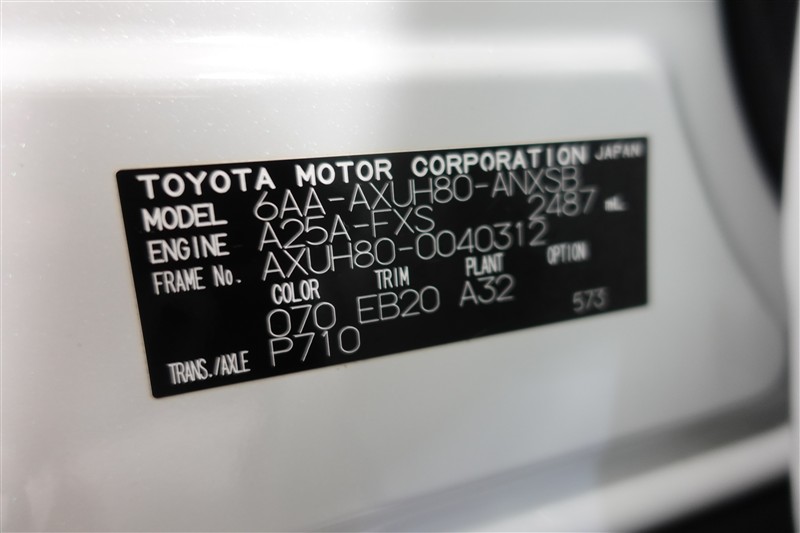 TOYOTA MOTOR CORPORATION JAPAN
MODEL 6AA-AXUH80-ANXSB
ENGINE A25A-FXS 2487 mL
FRAME No. AXUH80-0040312
COLOR TRIM PLANT OPTION
070 EB20 A32
TRANS./AXLE P710 573